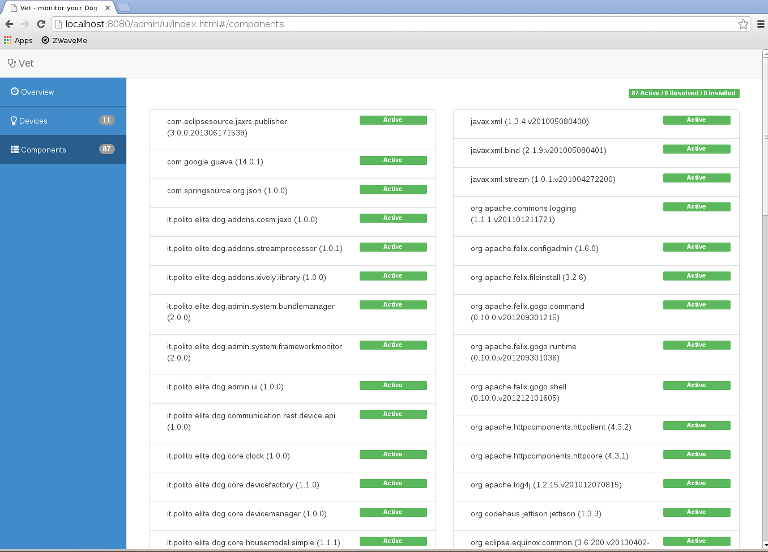 Vet - monitor your Dog
localhost:8080/admin/ui/index.html#/components
Apps ZWaveMe
Vet
Overview
Devices 11
Components 87
87 Active / 0 Resolved / 0 Installed
com.eclipsesource.jaxrs.publisher Active
(3.0.0.201306171539)
com.google.guava (14.0.1) Active
com.springsource.org.json (1.0.0) Active
it.polito.elite.dog.addons.cosm.jaxb (1.0.0) Active
it.polito.elite.dog.addons.streamprocessor (1.0.1) Active
it.polito.elite.dog.addons.xively.library (1.0.0) Active
it.polito.elite.dog.admin.system.bundlemanager Active
(2.0.0)
it.polito.elite.dog.admin.system.frameworkmonitor Active
(2.0.0)
it.polito.elite.dog.admin.ui (1.0.0) Active
it.polito.elite.dog.communication.rest.device.api Active
(1.0.0)
it.polito.elite.dog.core.clock (1.0.0) Active
it.polito.elite.dog.core.devicefactory (1.1.0) Active
it.polito.elite.dog.core.devicemanager (1.0.0) Active
it.polito.elite.dog.core.housemodel.simple (1.1.1) Active
javax.xml (1.3.4.v201005080400) Active
javax.xml.bind (2.1.9.v201005080401) Active
javax.xml.stream (1.0.1.v201004272200) Active
org.apache.commons.logging Active
(1.1.1.v201101211721)
org.apache.felix.configadmin (1.6.0) Active
org.apache.felix.fileinstall (3.2.6) Active
org.apache.felix.gogo.command Active
(0.10.0.v201209301215)
org.apache.felix.gogo.runtime Active
(0.10.0.v201209301036)
org.apache.felix.gogo.shell Active
(0.10.0.v201212101605)
org.apache.httpcomponents.httpclient (4.3.2) Active
org.apache.httpcomponents.httpcore (4.3.1) Active
org.apache.log4j (1.2.15.v201012070815) Active
org.codehaus.jettison.jettison (1.3.3) Active
org.eclipse.equinox.common (3.6.200.v20130402- Active